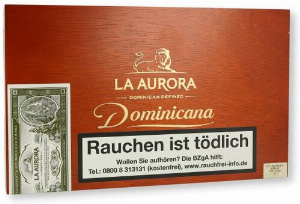 LA AURORA
DOMINICAN DEFINED
Dominicana
Rauchen ist tödlich
Wollen Sie aufhören? Die BZgA hilft:
Tel.: 0800 8 313131 (kostenfrei), www.rauchfrei-info.de